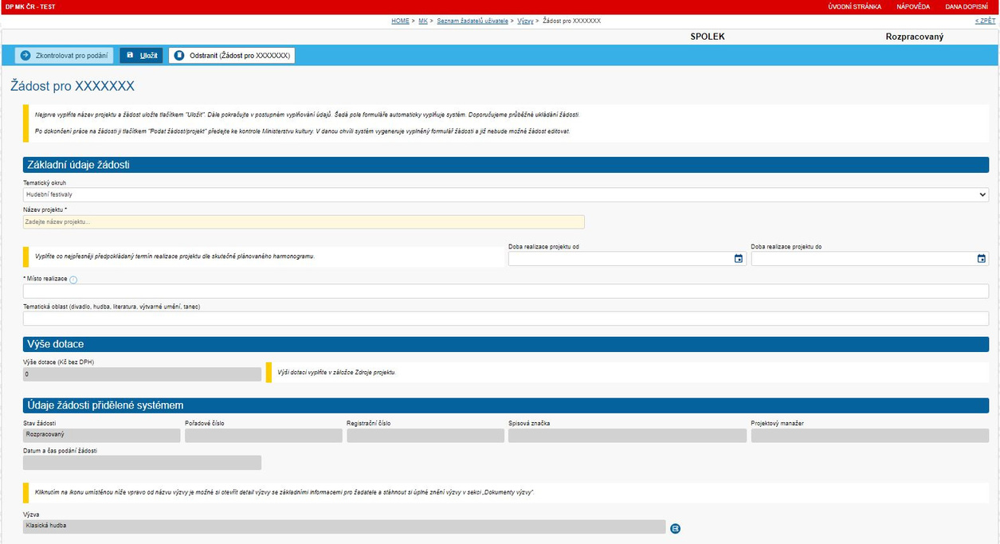 DP MK ČR - TEST ÚVODNÍ STRÁNKA NÁPOVĚDA DANA DOPISNÍ
HOME > MK > Seznam žadatelů uživatele > Výzvy > Žádost pro XXXXXXX < ZPĚT
SPOLEK Rozpracovaný
Zkontrolovat pro podání Uložit Odstranit (Žádost pro XXXXXXX)
Žádost pro XXXXXXX
Nejprve vyplňte název projektu a žádost uložte tlačítkem "Uložit". Dále pokračujte v postupném vyplňování údajů. Šedá pole formuláře automaticky vyplňuje systém. Doporučujeme průběžné ukládání žádosti.
Po dokončení práce na žádosti ji tlačítkem "Podat žádost/projekt" předejte ke kontrole Ministerstvu kultury. V danou chvíli systém vygeneruje vyplněný formulář žádosti a již nebude možné žádost editovat.
Základní údaje žádosti
Tematický okruh
Hudební festivaly
Název projektu *
Zadejte název projektu...
Vyplňte co nejpřesněji předpokládaný termín realizace projektu dle skutečně plánovaného harmonogramu.
Doba realizace projektu od Doba realizace projektu do
* Místo realizace
Tematická oblast (divadlo, hudba, literatura, výtvarné umění, tanec)
Výše dotace
Výše dotace (Kč bez DPH)
0
Výši dotaci vyplňte v záložce Zdroje projektu.
Údaje žádosti přidělené systémem
Stav žádosti Pořadové číslo Registrační číslo Spisová značka Projektový manažer
Rozpracovaný
Datum a čas podání žádosti
Kliknutím na ikonu umístěnou níže vpravo od názvu výzvy je možné si otevřít detail výzvy se základními informacemi pro žadatele a stáhnout si úplné znění výzvy v sekci „Dokumenty výzvy".
Výzva
Klasická hudba